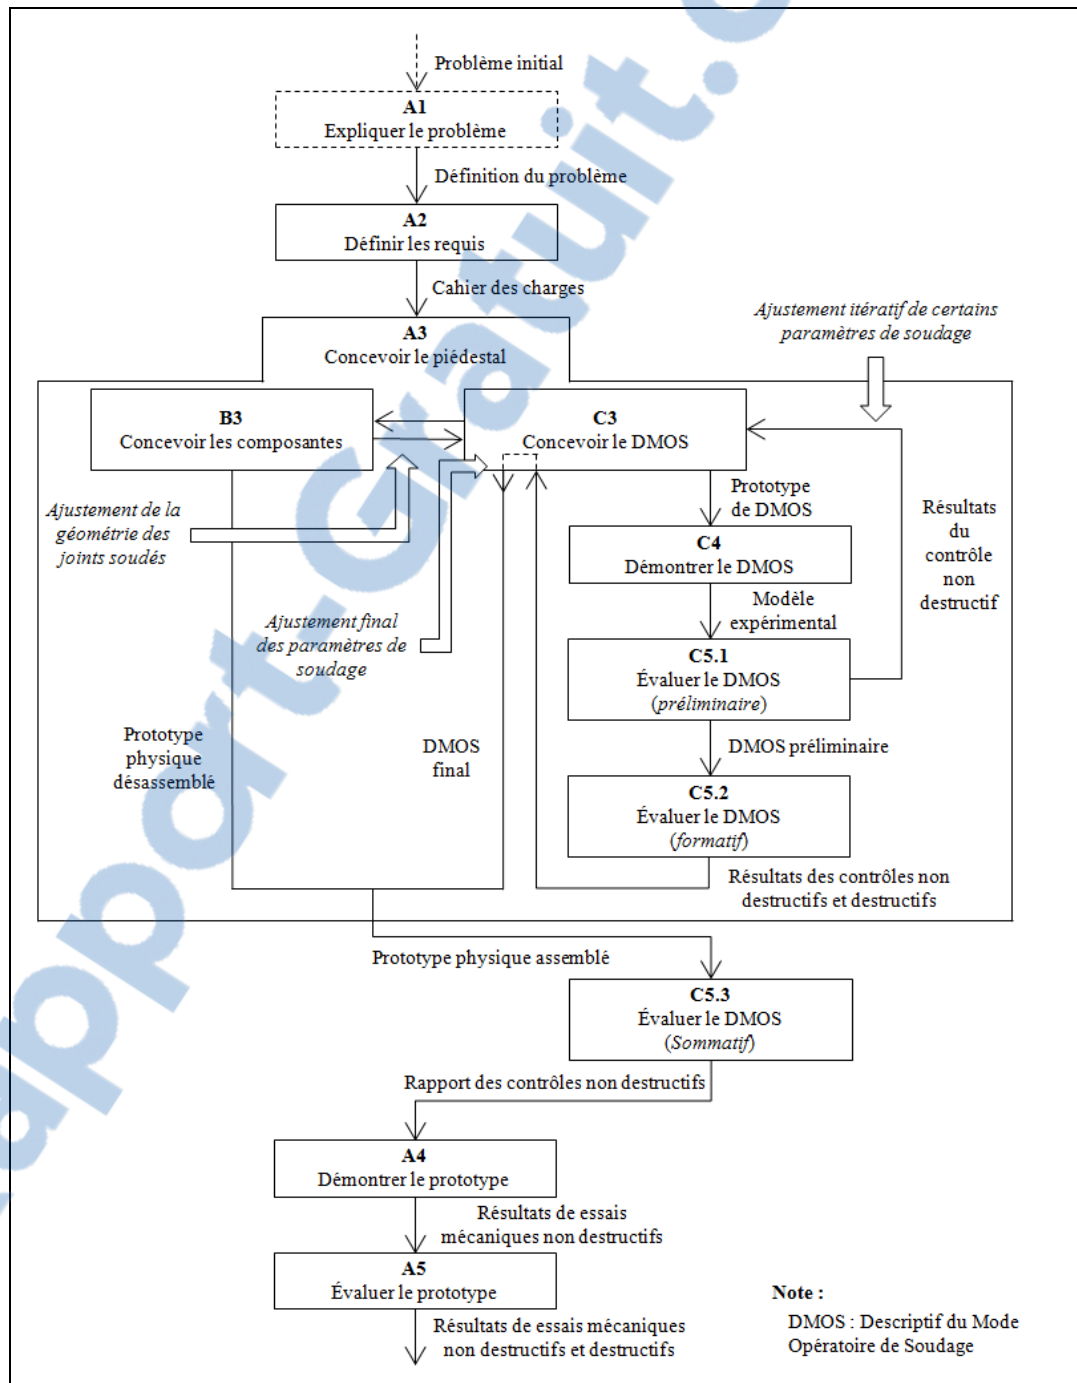 Problème initial
A1
Expliquer le problème
Définition du problème
A2
Définir les requis
Cahier des charges
A3
Concevoir le piédestal
Ajustement itératif de certains
paramètres de soudage
B3
Concevoir les composantes
C3
Concevoir le DMOS
Ajustement de la
géométrie des
joints soudés
Prototype
de DMOS
Résultats
du
contrôle
non
destructif
C4
Démontrer le DMOS
Modèle
expérimental
Ajustement final
des paramètres de
soudage
C5.1
Évaluer le DMOS
(préliminaire)
Prototype
physique
désassemblé
DMOS
final
DMOS préliminaire
C5.2
Évaluer le DMOS
(formatif)
Résultats des contrôles non
destructifs et destructifs
Prototype physique assemblé
C5.3
Évaluer le DMOS
(Sommatif)
Rapport des contrôles non destructifs
A4
Démontrer le prototype
Résultats de essais
mécaniques non destructifs
A5
Évaluer le prototype
Résultats de essais mécaniques
non destructifs et destructifs
Note :
DMOS : Descriptif du Mode
Opératoire de Soudage